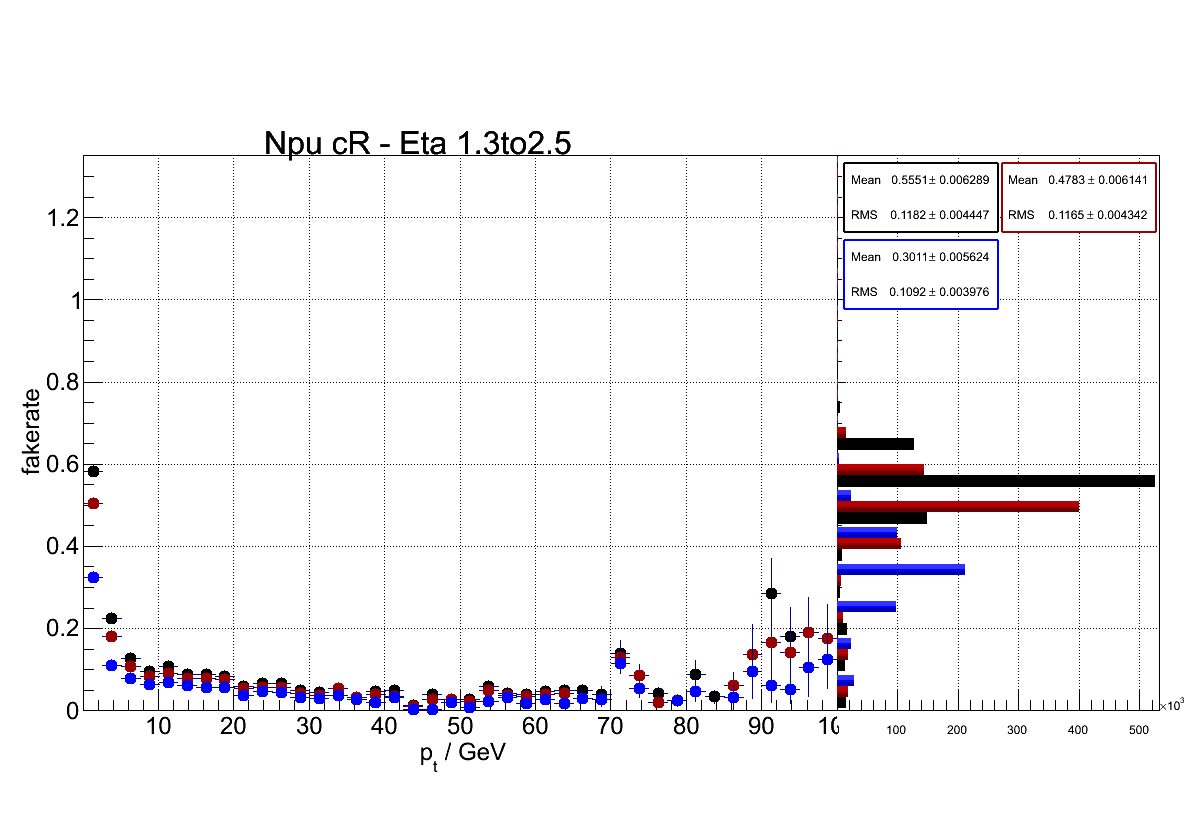 Npu cR - Eta 1.3to2.5
Mean 0.5551± 0.006289
RMS 0.1182 ± 0.004447
Mean 0.4783 ± 0.006141
RMS 0.1165 ± 0.004342
Mean 0.3011± 0.005624
RMS 0.1092 ± 0.003976
fakerate
1.2
1
0.8
0.6
0.4
0.2
0
10 20 30 40 50 60 70 80 90
p_t / GeV
100 200 300 400 500
×10³